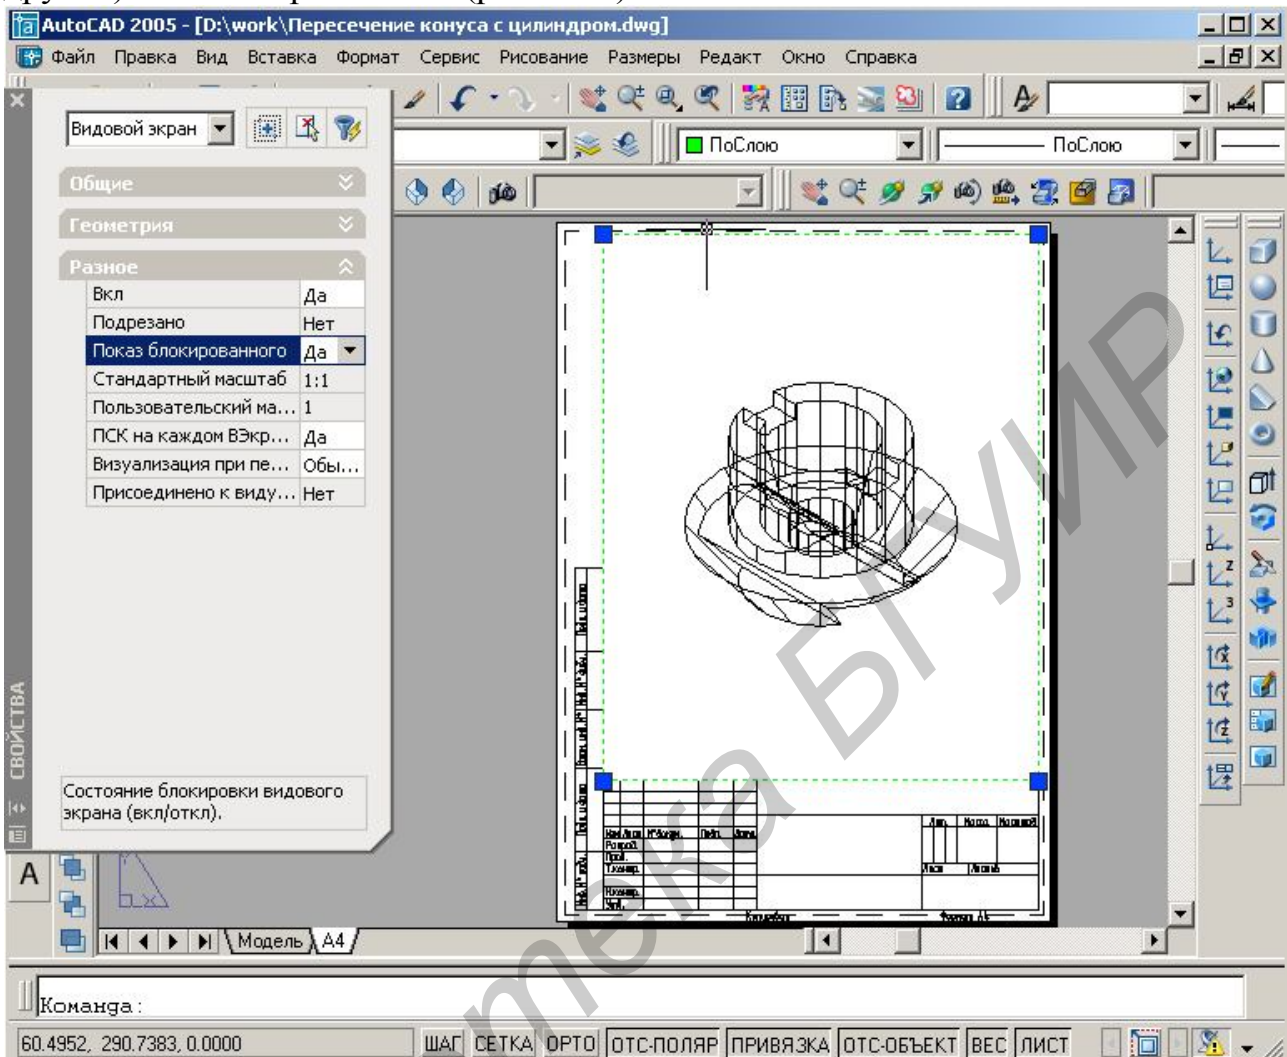 AutoCAD 2005 - [D:\work\Пересечение конуса с цилиндром.dwg]
Файл Правка Вид Вставка Формат Сервис Рисование Размеры Редакт Окно Справка
Видовой экран
ПоСлою ПоСлою
Общие
Геометрия
Разное
Вкл Да
Подрезано Нет
Показ блокированного Да
Стандартный масштаб 1:1
Пользовательский ма... 1
ПСК на каждом ВЭкр... Да
Визуализация при пе... Обы...
Присоединено к виду... Нет
СВОЙСТВА
Состояние блокировки видового
экрана (вкл/откл).
Модель А4
Команда:
60.4952, 290.7383, 0.0000 ШАГ СЕТКА ОРТО ОТС-ПОЛЯР ПРИВЯЗКА ОТС-ОБЪЕКТ ВЕС ЛИСТ
тека БГУИР